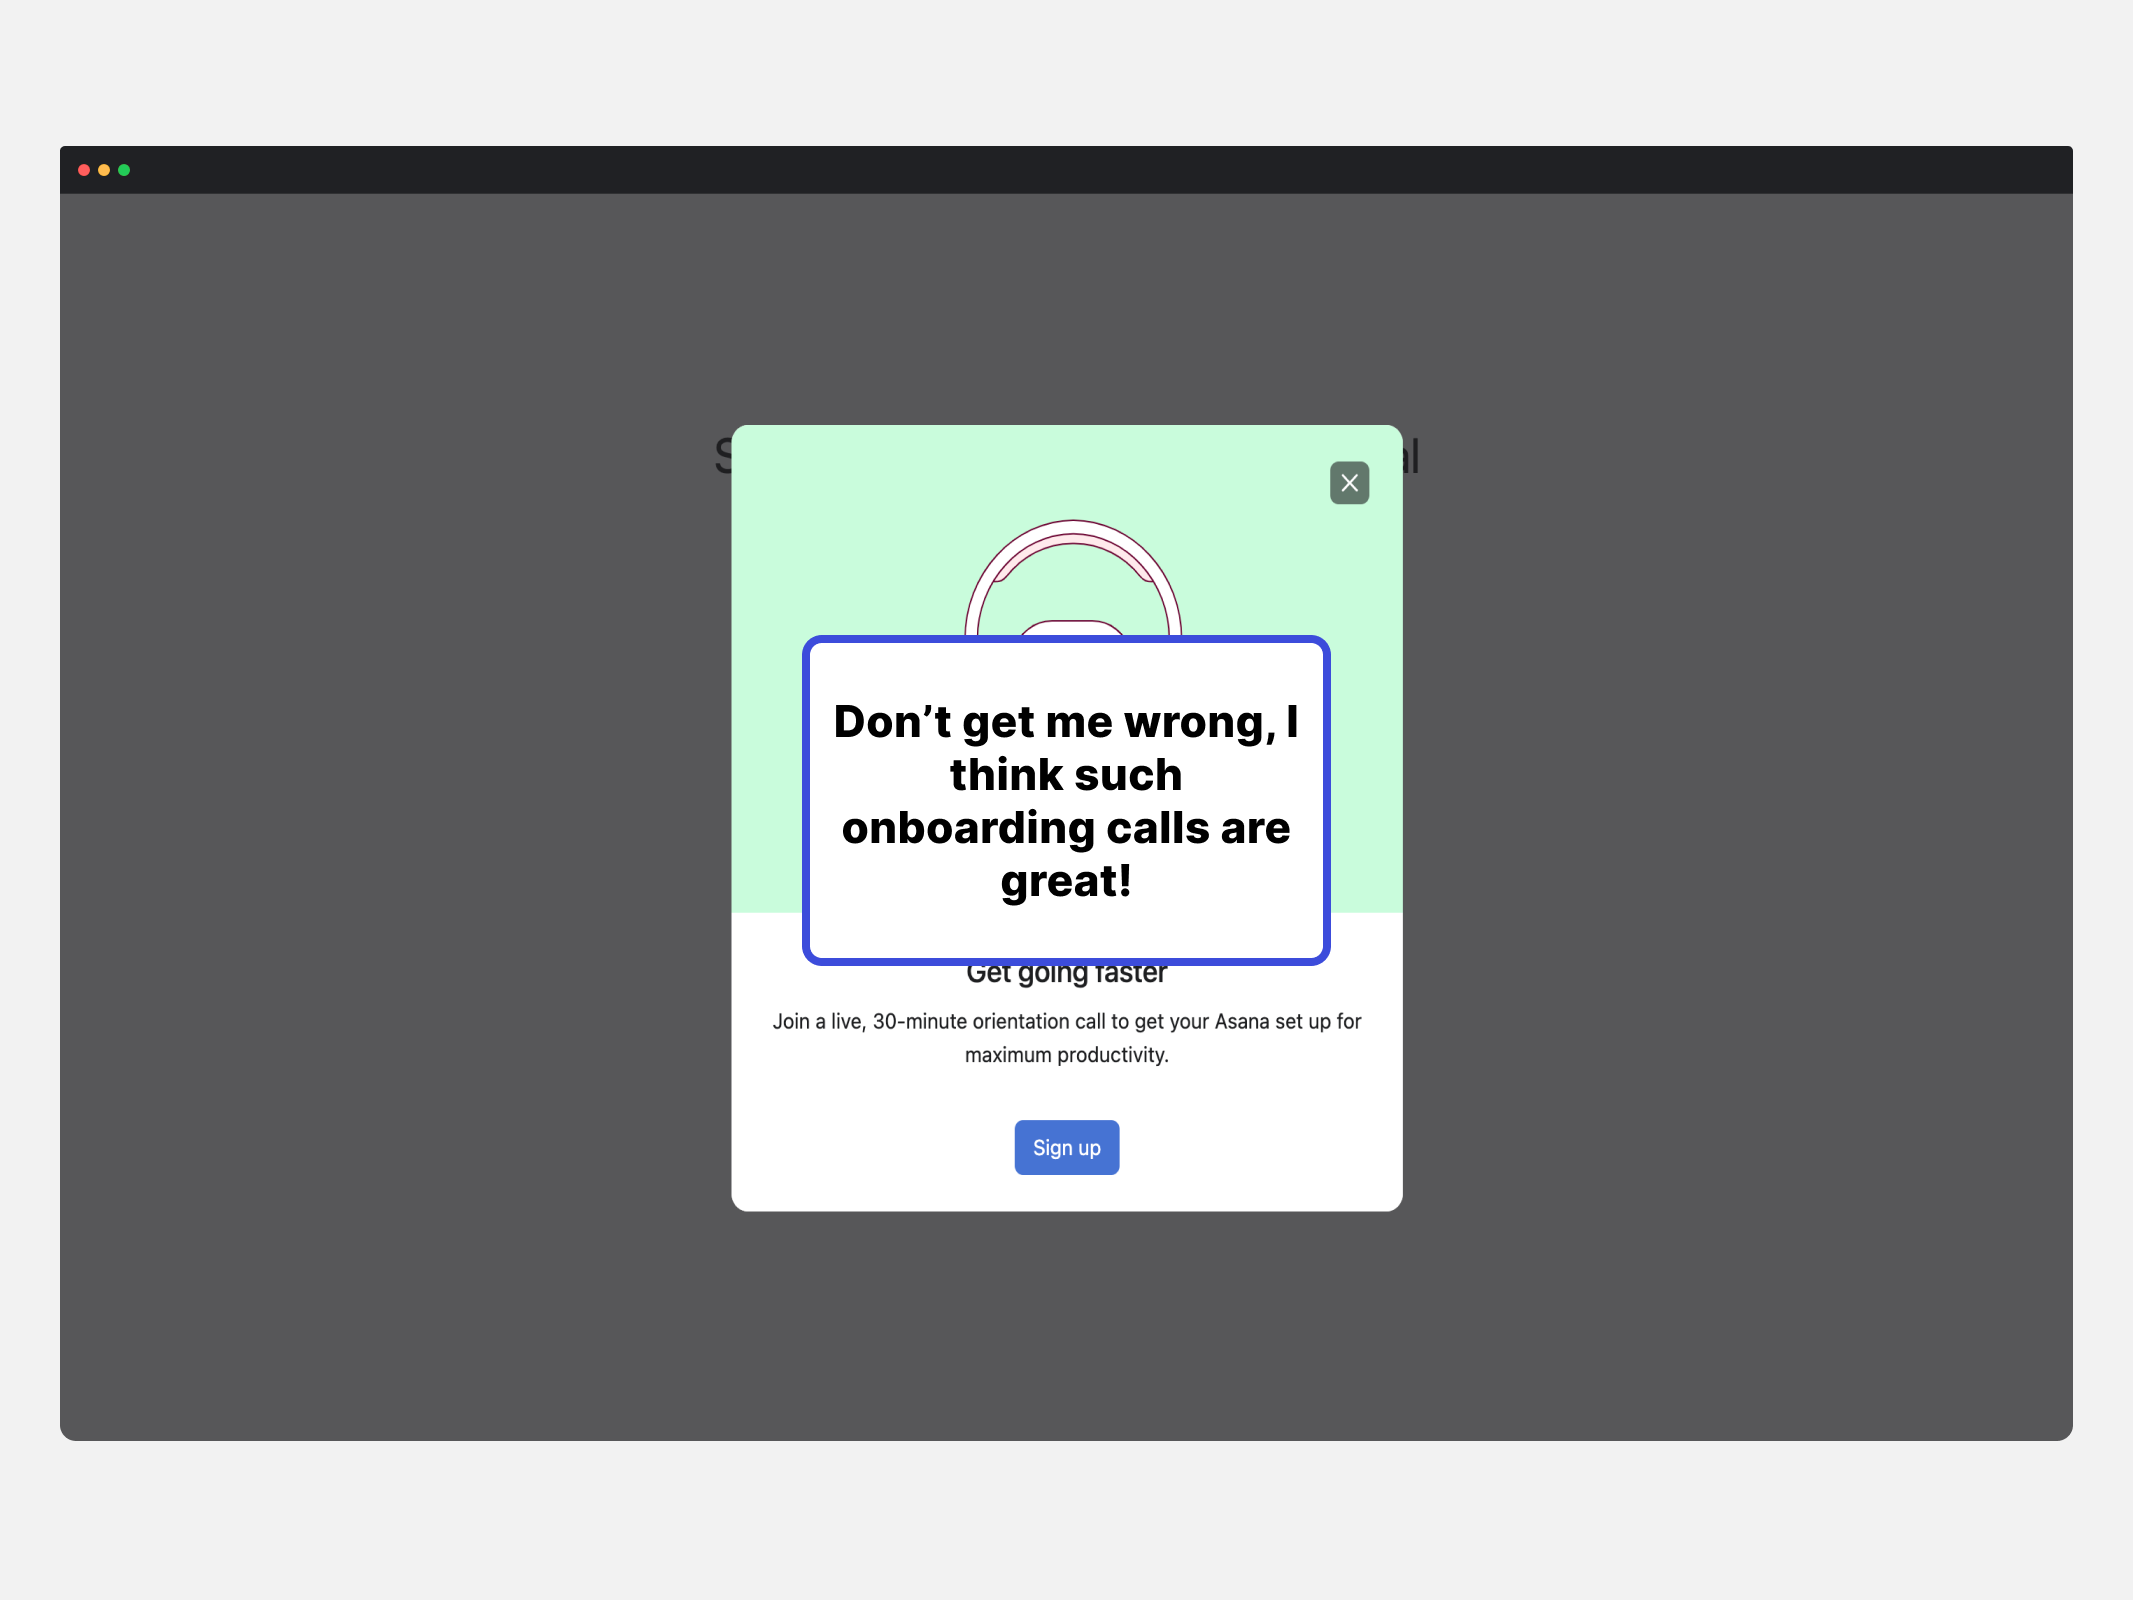 Don’t get me wrong, I
think such
onboarding calls are
great!
Get going faster
Join a live, 30-minute orientation call to get your Asana set up for
maximum productivity.
Sign up